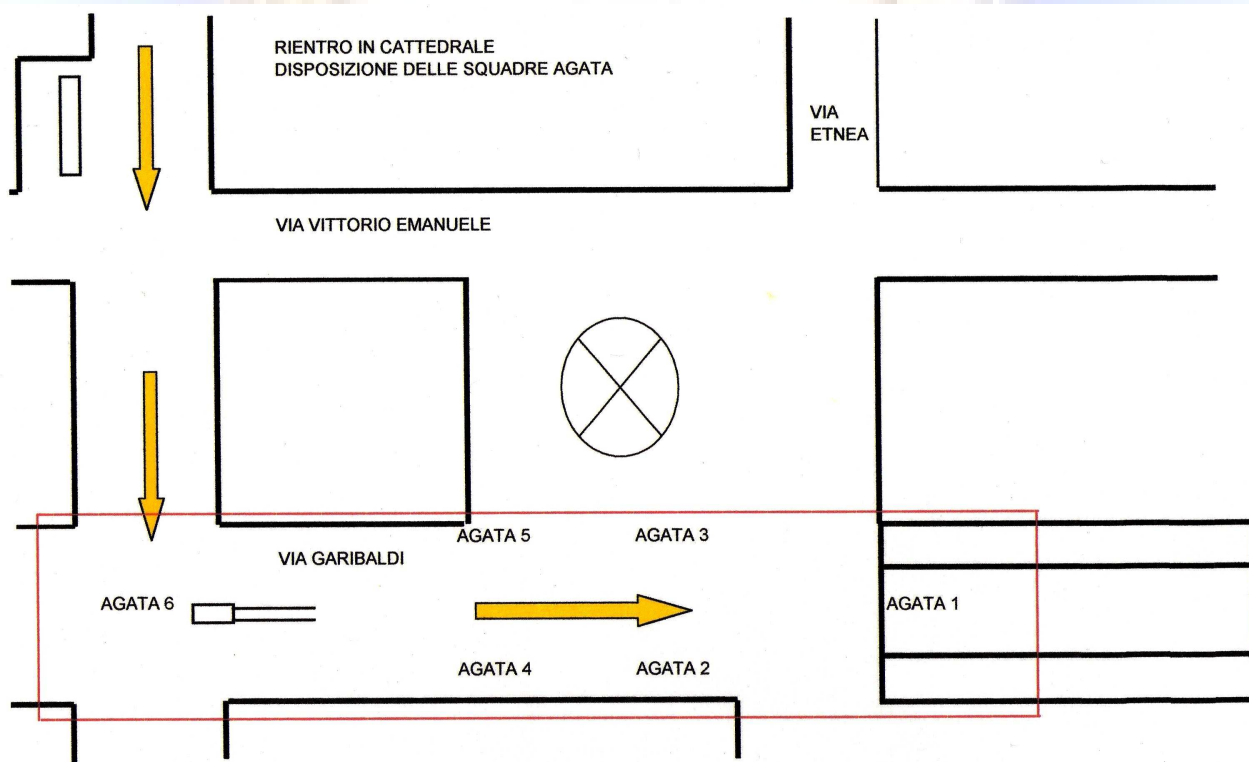 RIENTRO IN CATTEDRALE
DISPOSIZIONE DELLE SQUADRE AGATA
VIA
ETNEA
VIA VITTORIO EMANUELE
AGATA 5
AGATA 3
VIA GARIBALDI
AGATA 6
AGATA 1
AGATA 4
AGATA 2